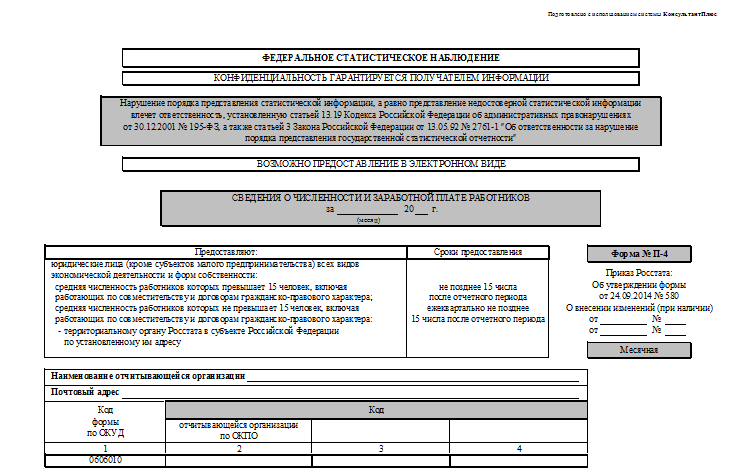 Подготовлено с использованием системы КонсультантПлюс
ФЕДЕРАЛЬНОЕ СТАТИСТИЧЕСКОЕ НАБЛЮДЕНИЕ
КОНФИДЕНЦИАЛЬНОСТЬ ГАРАНТИРУЕТСЯ ПОЛУЧАТЕЛЕМ ИНФОРМАЦИИ
Нарушение порядка представления статистической информации, а равно представление недостоверной статистической информации
влечет ответственность, установленную статьей 13.19 Кодекса Российской Федерации об административных правонарушениях
от 30.12.2001 № 195-ФЗ, а также статьей 3 Закона Российской Федерации от 13.05.92 № 2761-1 "Об ответственности за нарушение
порядка представления государственной статистической отчетности"
ВОЗМОЖНО ПРЕДОСТАВЛЕНИЕ В ЭЛЕКТРОННОМ ВИДЕ
СВЕДЕНИЯ О ЧИСЛЕННОСТИ И ЗАРАБОТНОЙ ПЛАТЕ РАБОТНИКОВ
за ____________ 20___ г.
(месяц)
Предоставляют:
юридические лица (кроме субъектов малого предпринимательства) всех видов
экономической деятельности и форм собственности:
средняя численность работников которых превышает 15 человек, включая
работающих по совместительству и договорам гражданско-правового характера;
средняя численность работников которых не превышает 15 человек, включая
работающих по совместительству и договорам гражданско-правового характера:
- территориальному органу Росстата в субъекте Российской Федерации
по установленному им адресу
Сроки предоставления
не позднее 15 числа
после отчетного периода
ежеквартально не позднее
15 числа после отчетного периода
Форма № П-4
Приказ Росстата:
Об утверждении формы
от 24.09.2014 № 580
О внесении изменений (при наличии)
от __________ № ____
от __________ № ____
Месячная
Наименование отчитывающейся организации
Почтовый адрес
Код
формы
по ОКУД
Код
отчитывающейся организации
по ОКПО
1 2 3 4
0606010